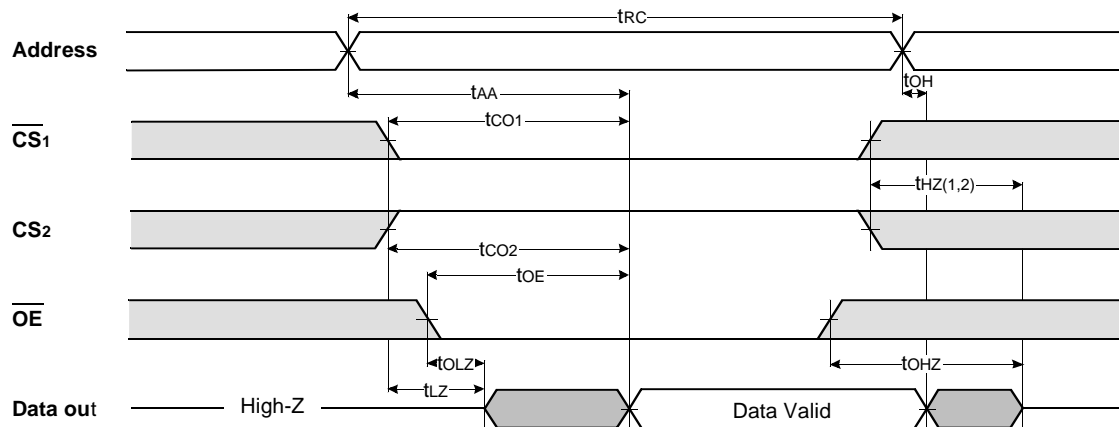 tRC
Address
tOH
tAA
tCO1
CS1
tHZ(1,2)
CS2
tCO2
tOE
OE
tOLZ
tOHZ
tLZ
Data out
High-Z
Data Valid